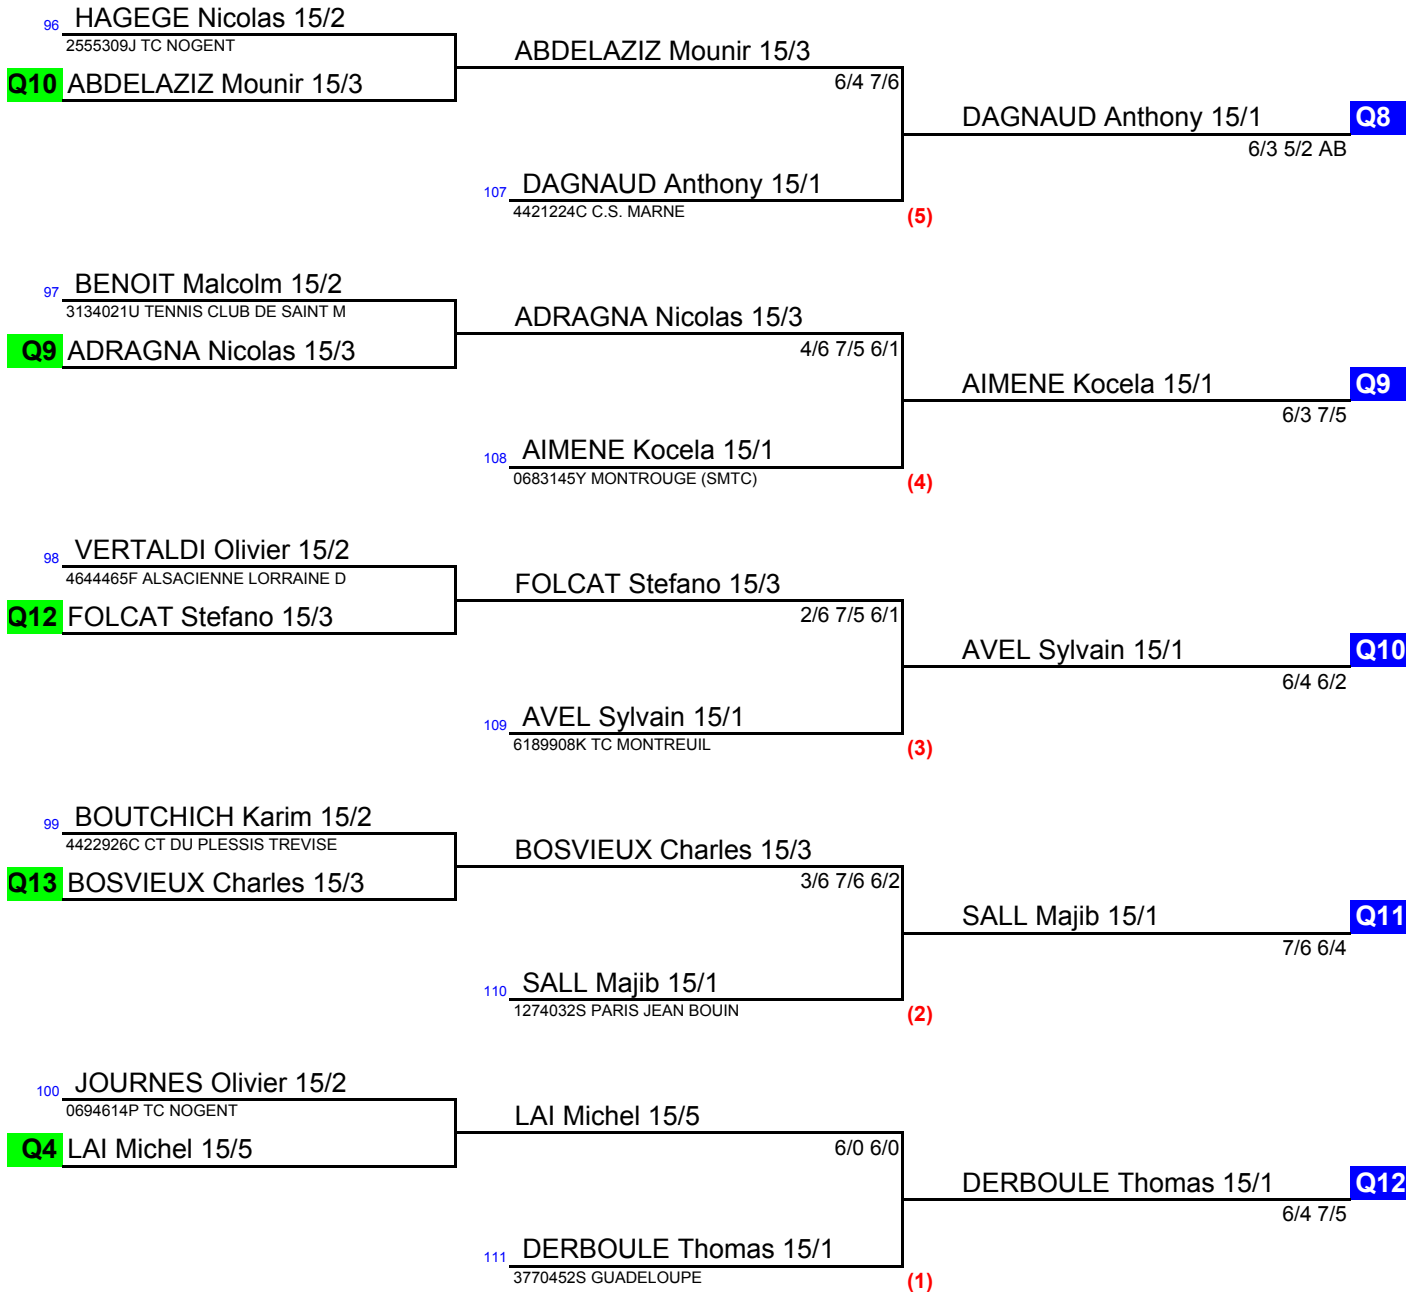 96 HAGEGE Nicolas 15/2
2555309J TC NOGENT
Q10 ABDELAZIZ Mounir 15/3
ABDELAZIZ Mounir 15/3
6/4 7/6
107 DAGNAUD Anthony 15/1
4421224C C.S. MARNE
(5)
DAGNAUD Anthony 15/1 Q8
6/3 5/2 AB
97 BENOIT Malcolm 15/2
3134021U TENNIS CLUB DE SAINT M
Q9 ADRAGNA Nicolas 15/3
ADRAGNA Nicolas 15/3
4/6 7/5 6/1
108 AIMENE Kocela 15/1
0683145Y MONTROUGE (SMTC)
(4)
AIMENE Kocela 15/1 Q9
6/3 7/5
98 VERTALDI Olivier 15/2
4644465F ALSACIENNE LORRAINE D
Q12 FOLCAT Stefano 15/3
FOLCAT Stefano 15/3
2/6 7/5 6/1
109 AVEL Sylvain 15/1
6189908K TC MONTREUIL
(3)
AVEL Sylvain 15/1 Q10
6/4 6/2
99 BOUTCHICH Karim 15/2
4422926C CT DU PLESSIS TREVISE
Q13 BOSVIEUX Charles 15/3
BOSVIEUX Charles 15/3
3/6 7/6 6/2
110 SALL Majib 15/1
1274032S PARIS JEAN BOUIN
(2)
SALL Majib 15/1 Q11
7/6 6/4
100 JOURNES Olivier 15/2
0694614P TC NOGENT
Q4 LAI Michel 15/5
LAI Michel 15/5
6/0 6/0
111 DERBOULE Thomas 15/1
3770452S GUADELOUPE
(1)
DERBOULE Thomas 15/1 Q12
6/4 7/5